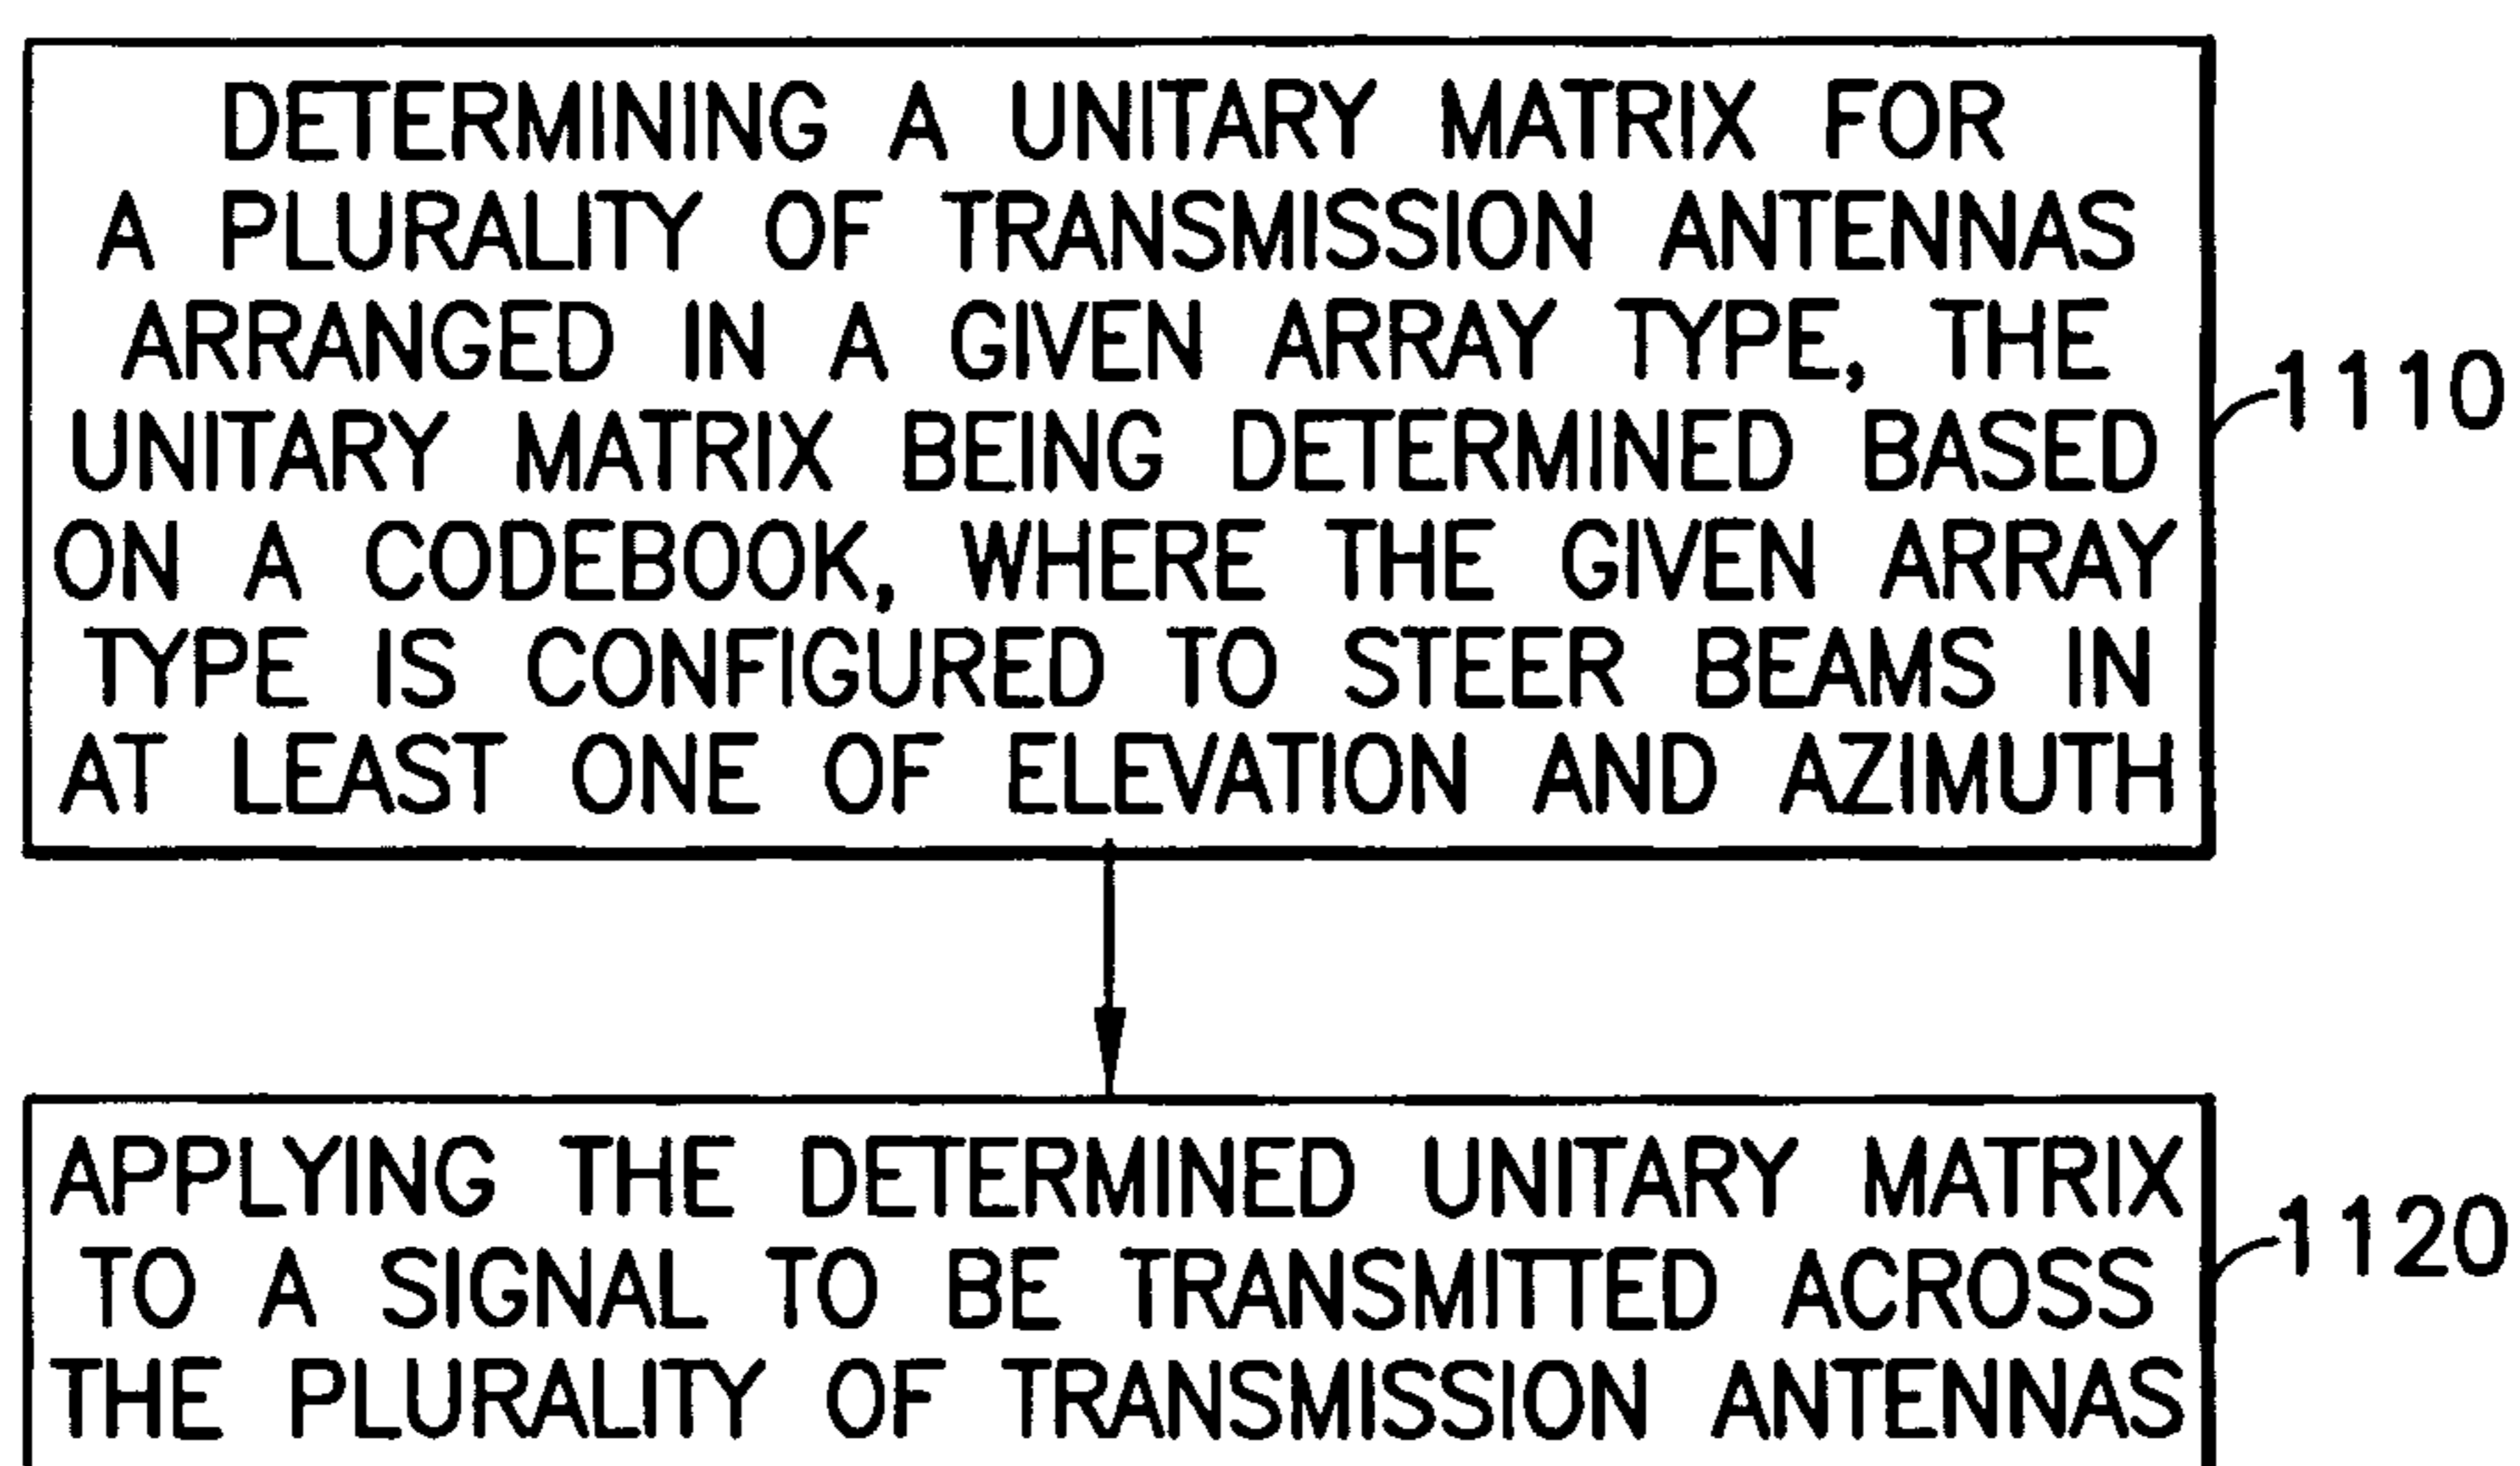 DETERMINING A UNITARY MATRIX FOR
A PLURALITY OF TRANSMISSION ANTENNAS
ARRANGED IN A GIVEN ARRAY TYPE, THE
UNITARY MATRIX BEING DETERMINED BASED
ON A CODEBOOK, WHERE THE GIVEN ARRAY
TYPE IS CONFIGURED TO STEER BEAMS IN
AT LEAST ONE OF ELEVATION AND AZIMUTH
1110
APPLYING THE DETERMINED UNITARY MATRIX
TO A SIGNAL TO BE TRANSMITTED ACROSS
THE PLURALITY OF TRANSMISSION ANTENNAS
1120